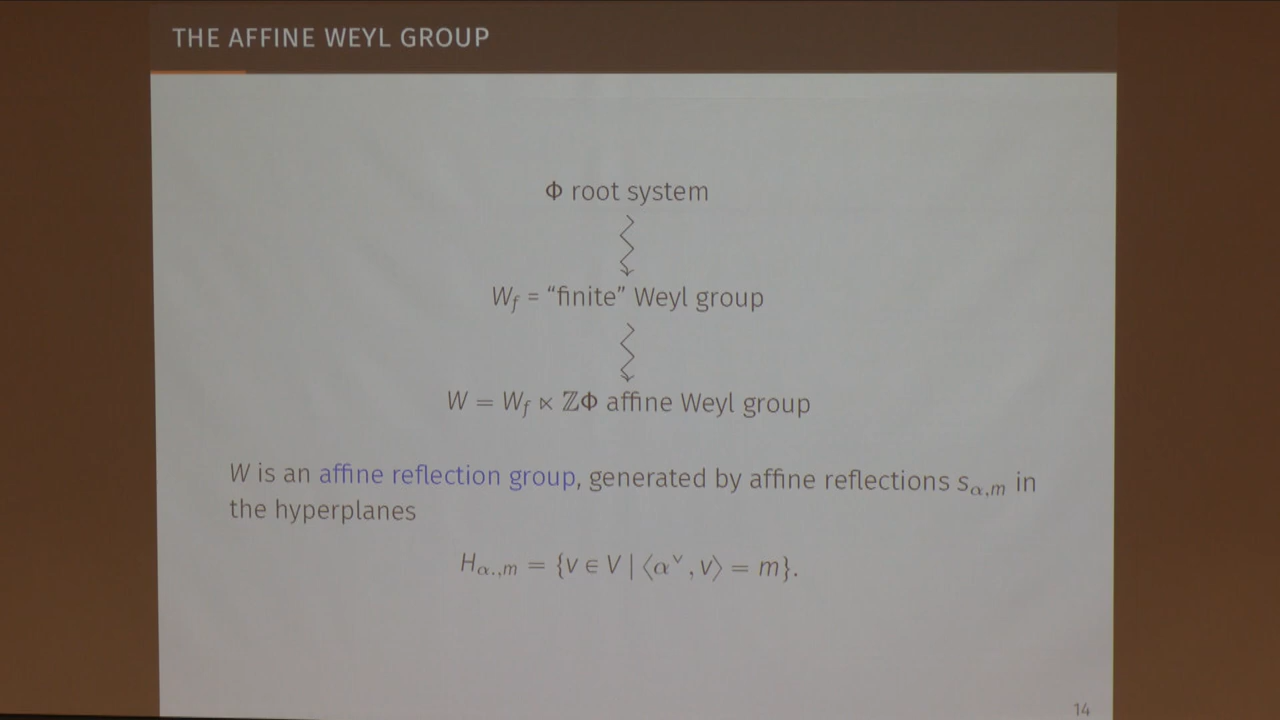 THE AFFINE WEYL GROUP
Φ root system
W_f = “finite” Weyl group
W = W_f ⋉ ℤΦ affine Weyl group
W is an affine reflection group, generated by affine reflections s_{α,m} in
the hyperplanes
H_{α.,m} = {v ∈ V | ⟨α^∨, v⟩ = m}.
14